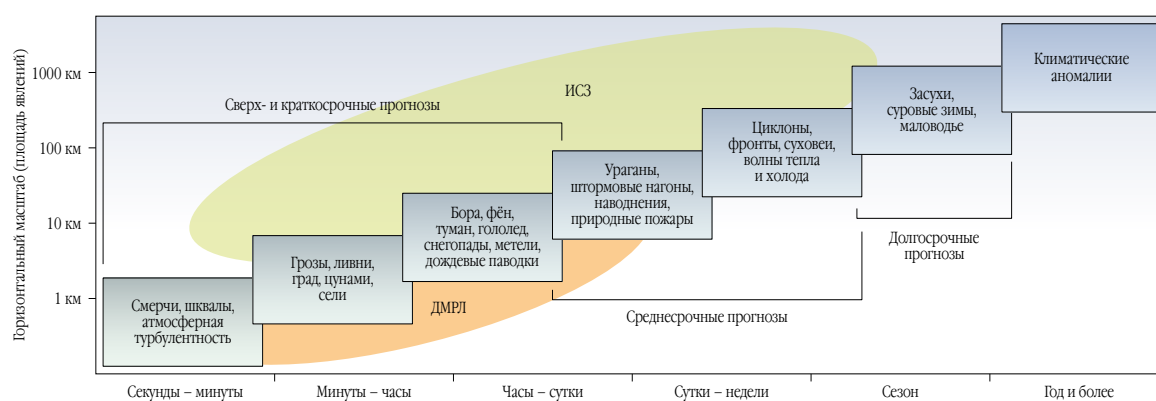 Горизонтальный масштаб (площадь явлений)
1000 км
100 км
10 км
1 км
Сверх- и краткосрочные прогнозы
ИСЗ
ДМРЛ
Смерчи, шквалы,
атмосферная
турбулентность
Грозы, ливни,
град, цунами,
сели
Бора, фён,
туман, гололед,
снегопады, метели,
дождевые паводки
Ураганы,
штормовые нагоны,
наводнения,
природные пожары
Циклоны,
фронты, суховеи,
волны тепла
и холода
Засухи,
суровые зимы,
маловодье
Климатические
аномалии
Среднесрочные прогнозы
Долгосрочные
прогнозы
Секунды – минуты
Минуты – часы
Часы – сутки
Сутки – недели
Сезон
Год и более